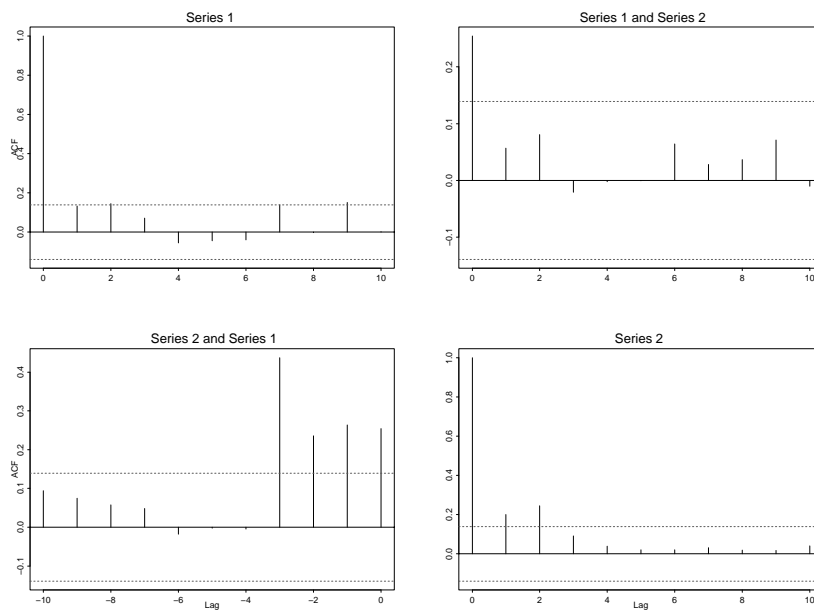 Series 1
ACF
0.0 0.2 0.4 0.6 0.8 1.0
0 2 4 6 8 10
Series 1 and Series 2
-0.1 0.0 0.1 0.2
0 2 4 6 8 10
Series 2 and Series 1
ACF
-0.1 0.0 0.1 0.2 0.3 0.4
-10 -8 -6 -4 -2 0
Lag
Series 2
0.0 0.2 0.4 0.6 0.8 1.0
0 2 4 6 8 10
Lag